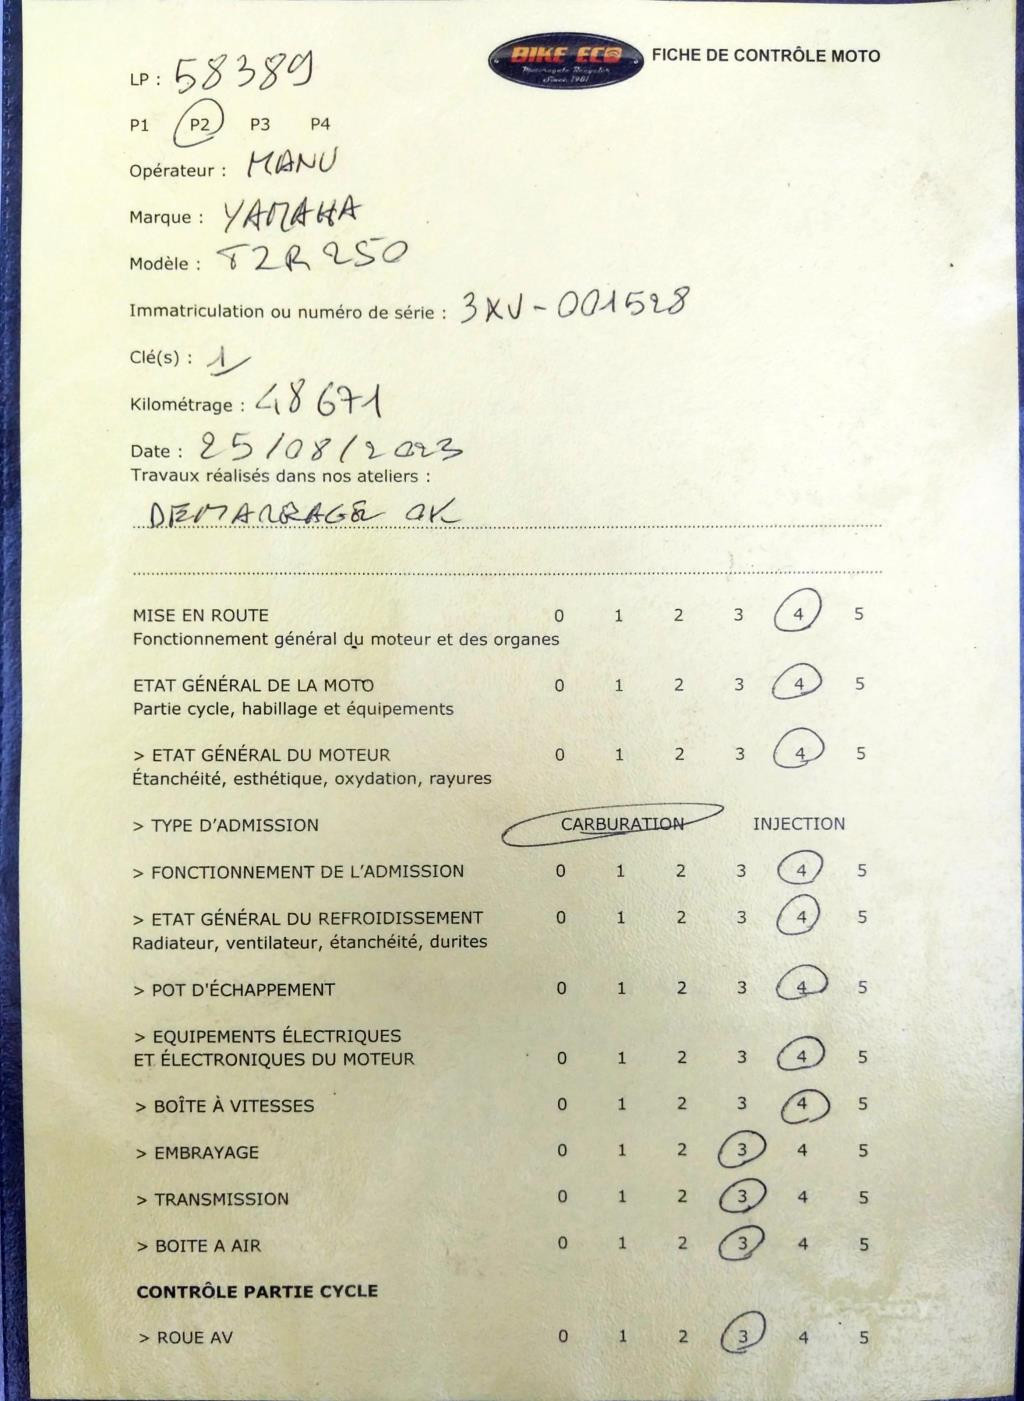 BIKE ECO
Motorcycle Recycler
Since 1981
FICHE DE CONTRÔLE MOTO
LP : 58389
P1 P2 P3 P4
Opérateur : MANU
Marque : YAMAHA
Modèle : TZR 250
Immatriculation ou numéro de série : 3XV-001528
Clé(s) : 1
Kilométrage : 48671
Date : 25/08/2023
Travaux réalisés dans nos ateliers :
DEMARRAGE OK
MISE EN ROUTE 0 1 2 3 4 5
Fonctionnement général du moteur et des organes
ETAT GÉNÉRAL DE LA MOTO 0 1 2 3 4 5
Partie cycle, habillage et équipements
> ETAT GÉNÉRAL DU MOTEUR 0 1 2 3 4 5
Étanchéité, esthétique, oxydation, rayures
> TYPE D'ADMISSION CARBURATION INJECTION
> FONCTIONNEMENT DE L'ADMISSION 0 1 2 3 4 5
> ETAT GÉNÉRAL DU REFROIDISSEMENT 0 1 2 3 4 5
Radiateur, ventilateur, étanchéité, durites
> POT D'ÉCHAPPEMENT 0 1 2 3 4 5
> EQUIPEMENTS ÉLECTRIQUES
ET ÉLECTRONIQUES DU MOTEUR 0 1 2 3 4 5
> BOÎTE À VITESSES 0 1 2 3 4 5
> EMBRAYAGE 0 1 2 3 4 5
> TRANSMISSION 0 1 2 3 4 5
> BOITE A AIR 0 1 2 3 4 5
CONTRÔLE PARTIE CYCLE
> ROUE AV 0 1 2 3 4 5